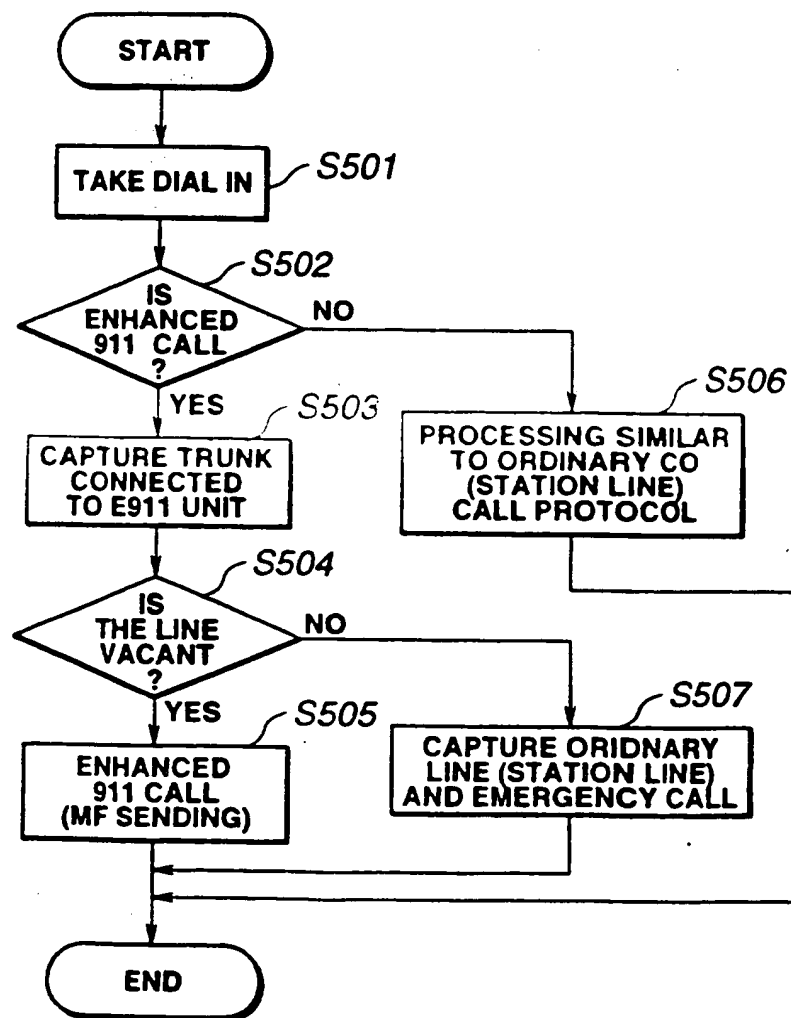 START
TAKE DIAL IN
S501
S502
IS
ENHANCED
911 CALL
?
NO
YES
S503
CAPTURE TRUNK
CONNECTED
TO E911 UNIT
S506
PROCESSING SIMILAR
TO ORDINARY CO
(STATION LINE)
CALL PROTOCOL
S504
IS
THE LINE
VACANT
?
NO
YES
S505
ENHANCED
911 CALL
(MF SENDING)
S507
CAPTURE ORIDNARY
LINE (STATION LINE)
AND EMERGENCY CALL
END